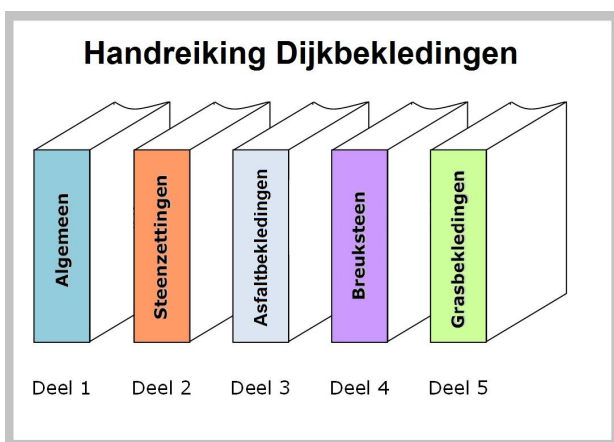 Handreiking Dijkbekledingen
Algemeen
Steenzettingen
Asfaltbekledingen
Breuksteen
Grasbekledingen
Deel 1
Deel 2
Deel 3
Deel 4
Deel 5